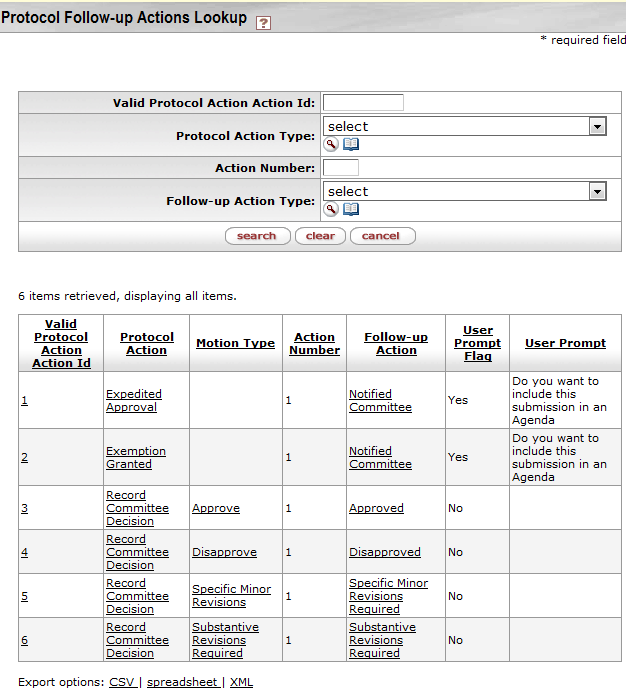 Protocol Follow-up Actions Lookup ?
* required field
Valid Protocol Action Action Id:
Protocol Action Type: select
Action Number:
Follow-up Action Type: select
search clear cancel
6 items retrieved, displaying all items.
Valid Protocol Action Action Id | Protocol Action | Motion Type | Action Number | Follow-up Action | User Prompt Flag | User Prompt
1 | Expedited Approval | | 1 | Notified Committee | Yes | Do you want to include this submission in an Agenda
2 | Exemption Granted | | 1 | Notified Committee | Yes | Do you want to include this submission in an Agenda
3 | Record Committee Decision | Approve | 1 | Approved | No
4 | Record Committee Decision | Disapprove | 1 | Disapproved | No
5 | Record Committee Decision | Specific Minor Revisions | 1 | Specific Minor Revisions Required | No
6 | Record Committee Decision | Substantive Revisions Required | 1 | Substantive Revisions Required | No
Export options: CSV | spreadsheet | XML